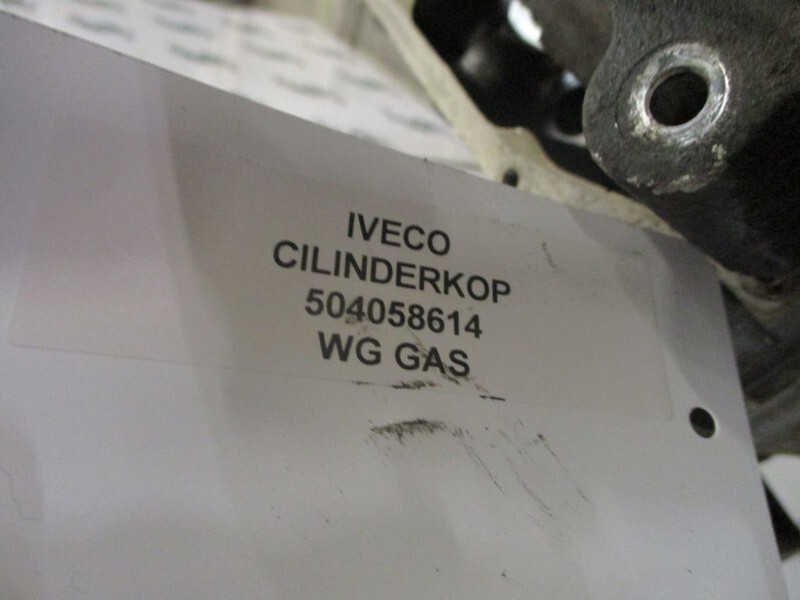 IVECO
CILINDERKOP
504058614
WG GAS